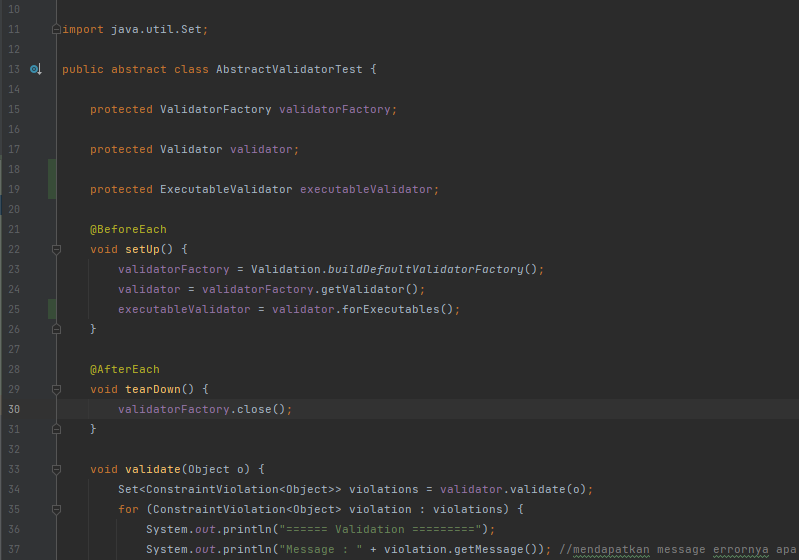 10
11 import java.util.Set;
12
13 public abstract class AbstractValidatorTest {
14
15 protected ValidatorFactory validatorFactory;
16
17 protected Validator validator;
18
19 protected ExecutableValidator executableValidator;
20
21 @BeforeEach
22 void setUp() {
23 validatorFactory = Validation.buildDefaultValidatorFactory();
24 validator = validatorFactory.getValidator();
25 executableValidator = validator.forExecutables();
26 }
27
28 @AfterEach
29 void tearDown() {
30 validatorFactory.close();
31 }
32
33 void validate(Object o) {
34 Set<ConstraintViolation<Object>> violations = validator.validate(o);
35 for (ConstraintViolation<Object> violation : violations) {
36 System.out.println("====== Validation =========");
37 System.out.println("Message : " + violation.getMessage()); //mendapatkan message errornya apa